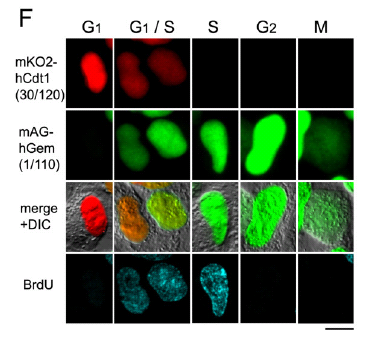 F
G1 G1 / S S G2 M
mKO2-
hCdt1
(30/120)
mAG-
hGem
(1/110)
merge
+DIC
BrdU